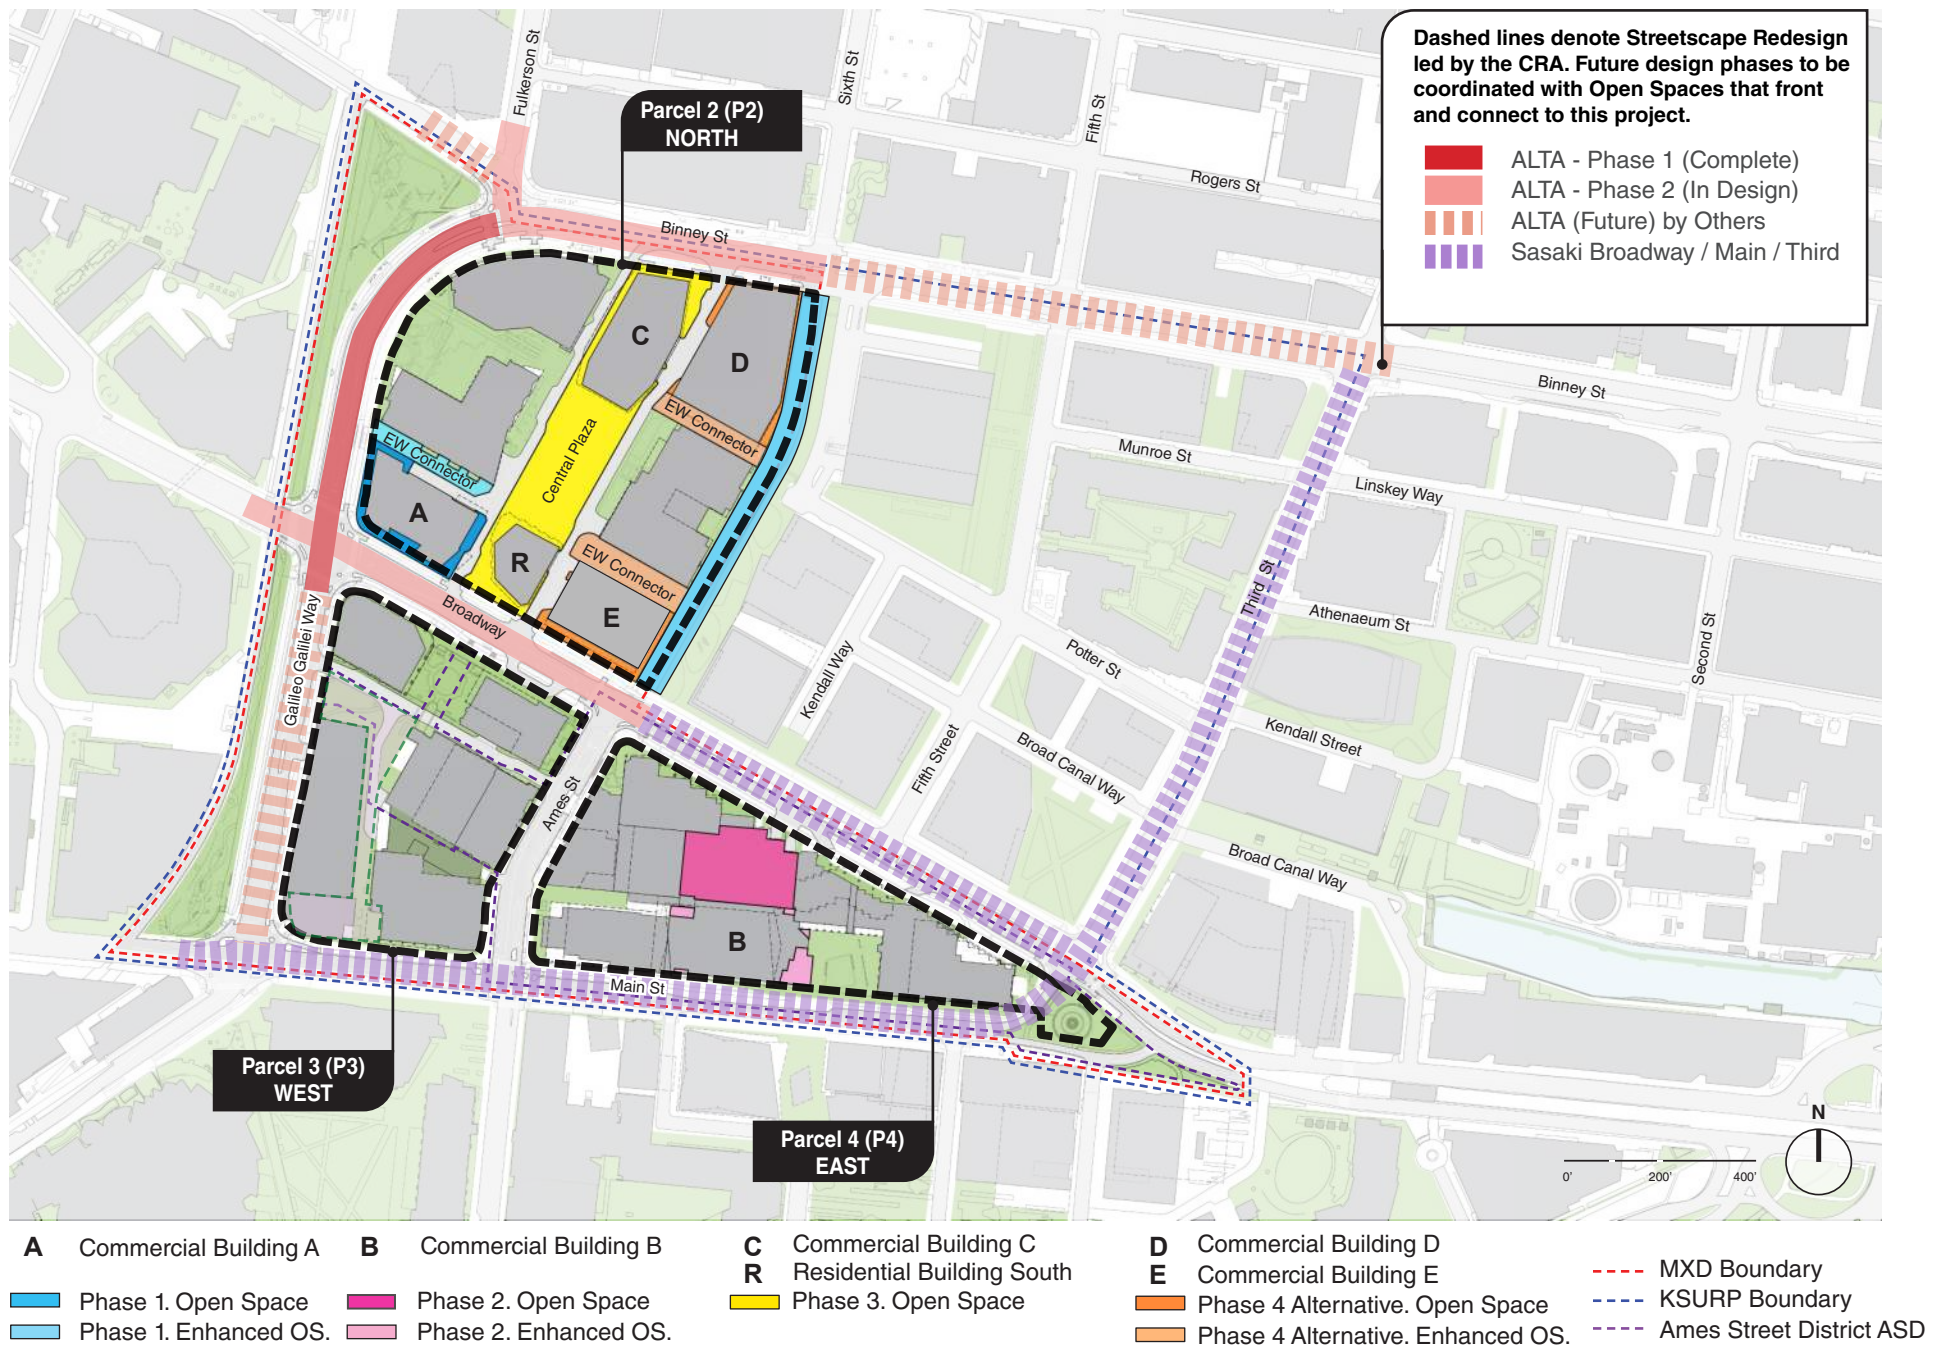 Dashed lines denote Streetscape Redesign
led by the CRA. Future design phases to be
coordinated with Open Spaces that front
and connect to this project.
ALTA - Phase 1 (Complete)
ALTA - Phase 2 (In Design)
ALTA (Future) by Others
Sasaki Broadway / Main / Third
Fulkerson St
Sixth St
Fifth St
Parcel 2 (P2)
NORTH
Rogers St
Binney St
C
D
Binney St
EW Connector
EW Connector
Central Plaza
Munroe St
Linskey Way
A
R
EW Connector
E
Broadway
Galileo Galilei Way
Third St
Athenaeum St
Second St
Potter St
Kendall Way
Kendall Street
Fifth Street
Broad Canal Way
Ames St
Broad Canal Way
B
Main St
Parcel 3 (P3)
WEST
Parcel 4 (P4)
EAST
N
0'
200'
400'
A Commercial Building A
Phase 1. Open Space
Phase 1. Enhanced OS.
B Commercial Building B
Phase 2. Open Space
Phase 2. Enhanced OS.
C Commercial Building C
R Residential Building South
Phase 3. Open Space
D Commercial Building D
E Commercial Building E
Phase 4 Alternative. Open Space
Phase 4 Alternative. Enhanced OS.
MXD Boundary
KSURP Boundary
Ames Street District ASD